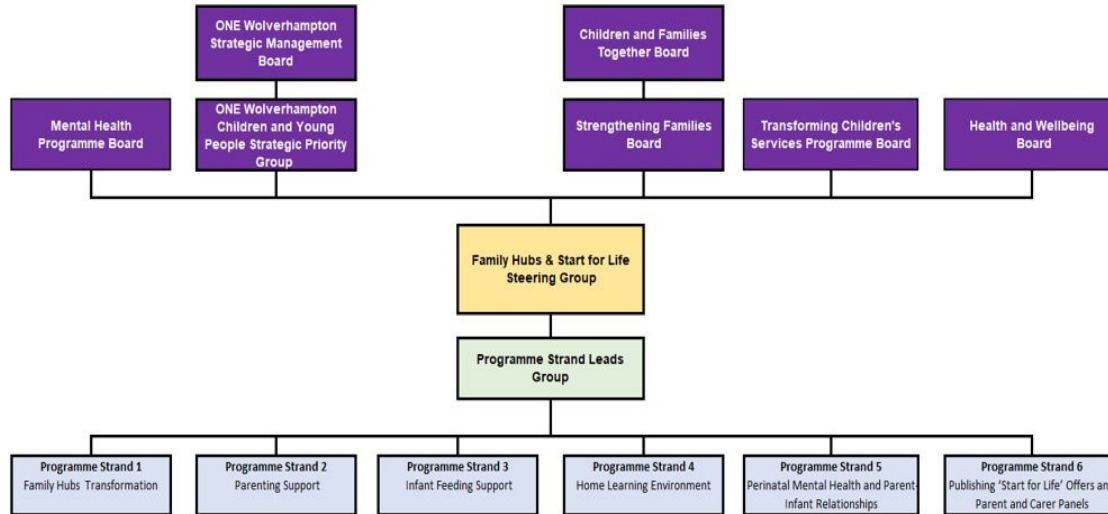 ONE Wolverhampton
Strategic Management
Board
Children and Families
Together Board
Mental Health
Programme Board
ONE Wolverhampton
Children and Young
People Strategic Priority
Group
Strengthening Families
Board
Transforming Children's
Services Programme Board
Health and Wellbeing
Board
Family Hubs & Start for Life
Steering Group
Programme Strand Leads
Group
Programme Strand 1
Family Hubs Transformation
Programme Strand 2
Parenting Support
Programme Strand 3
Infant Feeding Support
Programme Strand 4
Home Learning Environment
Programme Strand 5
Perinatal Mental Health and Parent-
Infant Relationships
Programme Strand 6
Publishing ‘Start for Life’ Offers an
Parent and Carer Panels